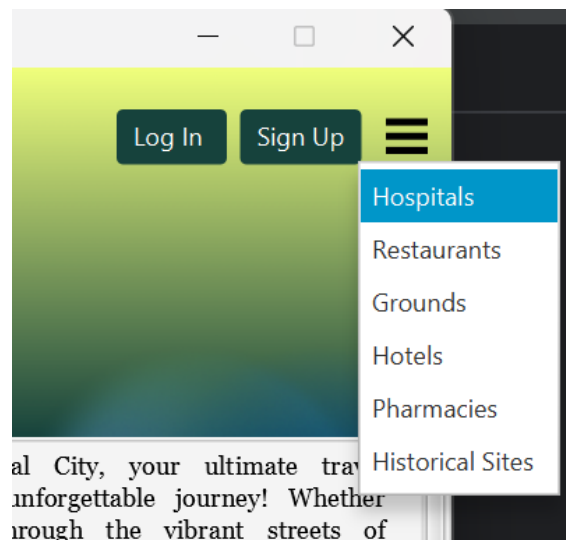 Log In
Sign Up
Hospitals
Restaurants
Grounds
Hotels
Pharmacies
Historical Sites
al City, your ultimate
unforgettable journey! Whether
the vibrant streets of